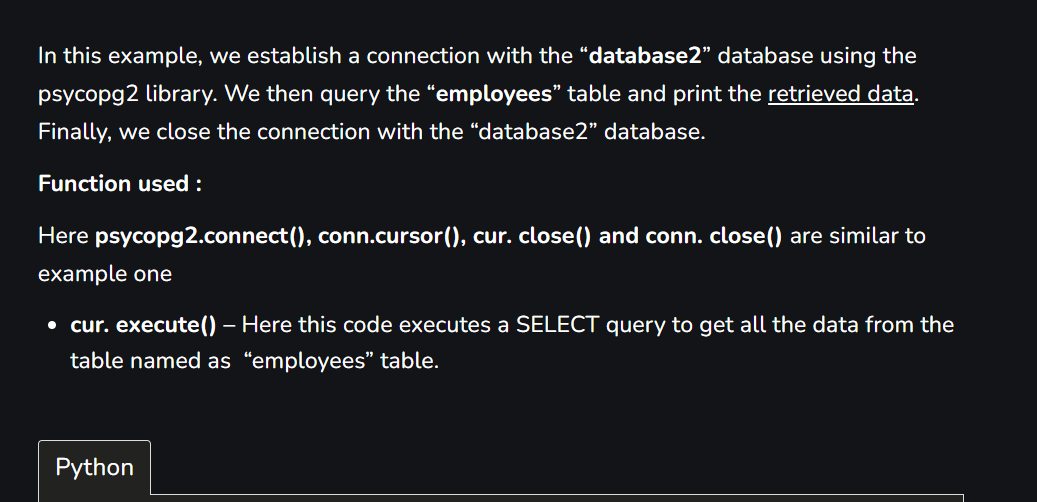 In this example, we establish a connection with the “database2” database using the
psycopg2 library. We then query the “employees” table and print the retrieved data.
Finally, we close the connection with the “database2” database.
Function used :
Here psycopg2.connect(), conn.cursor(), cur. close() and conn. close() are similar to
example one
• cur. execute() – Here this code executes a SELECT query to get all the data from the
table named as  “employees” table.
Python